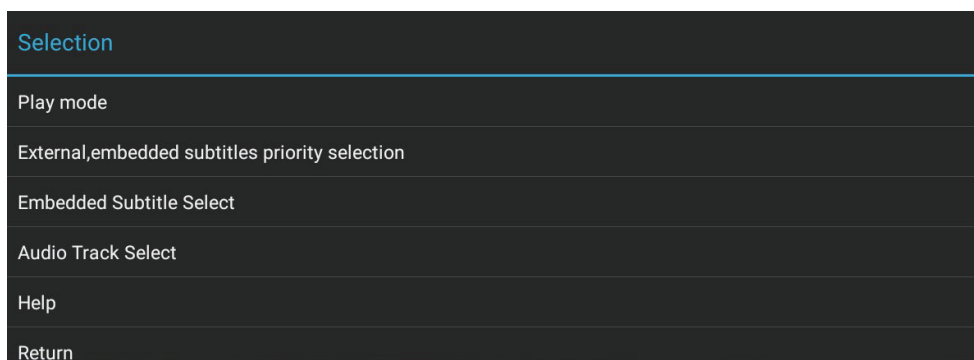 Selection
Play mode
External,embedded subtitles priority selection
Embedded Subtitle Select
Audio Track Select
Help
Return